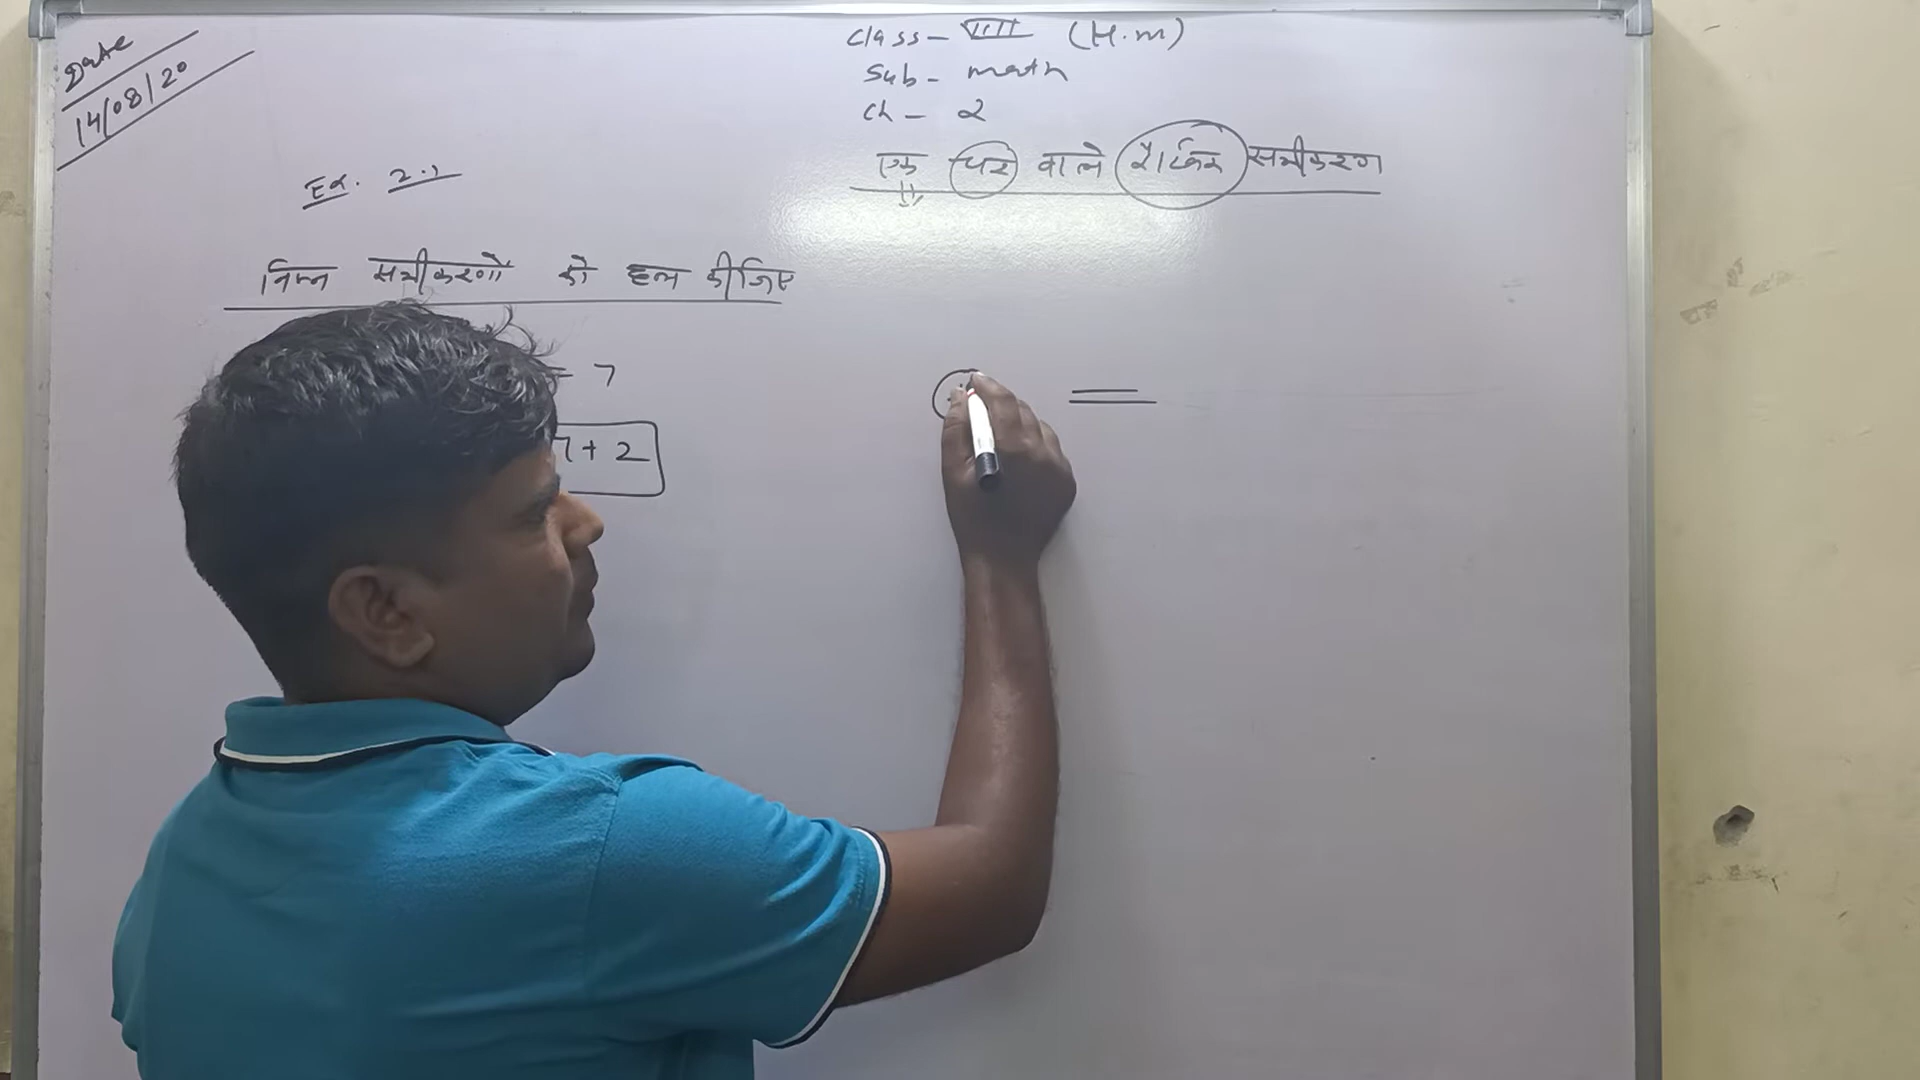 Date
14/08/20
Class - VIII (H.M)
Sub - math
Ch - 2
एक चर वाले रैखिक समीकरण
Ex. 2.1
निम्न समीकरणों को हल कीजिए
= 7
7 + 2
=